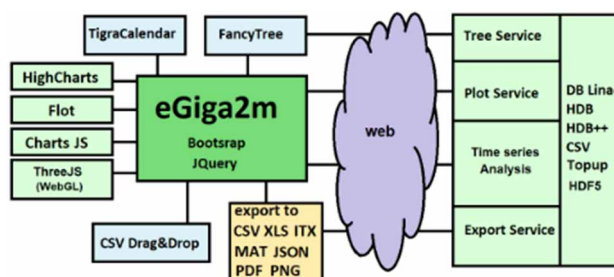 TigraCalendar
FancyTree
HighCharts
Flot
Charts JS
ThreeJS
(WebGL)
eGiga2m
Bootsrap
JQuery
CSV Drag&Drop
export to
CSV XLS ITX
MAT JSON
PDF PNG
web
Tree Service
Plot Service
Time series
Analysis
Export Service
DB Linac
HDB
HDB++
CSV
Topup
HDF5